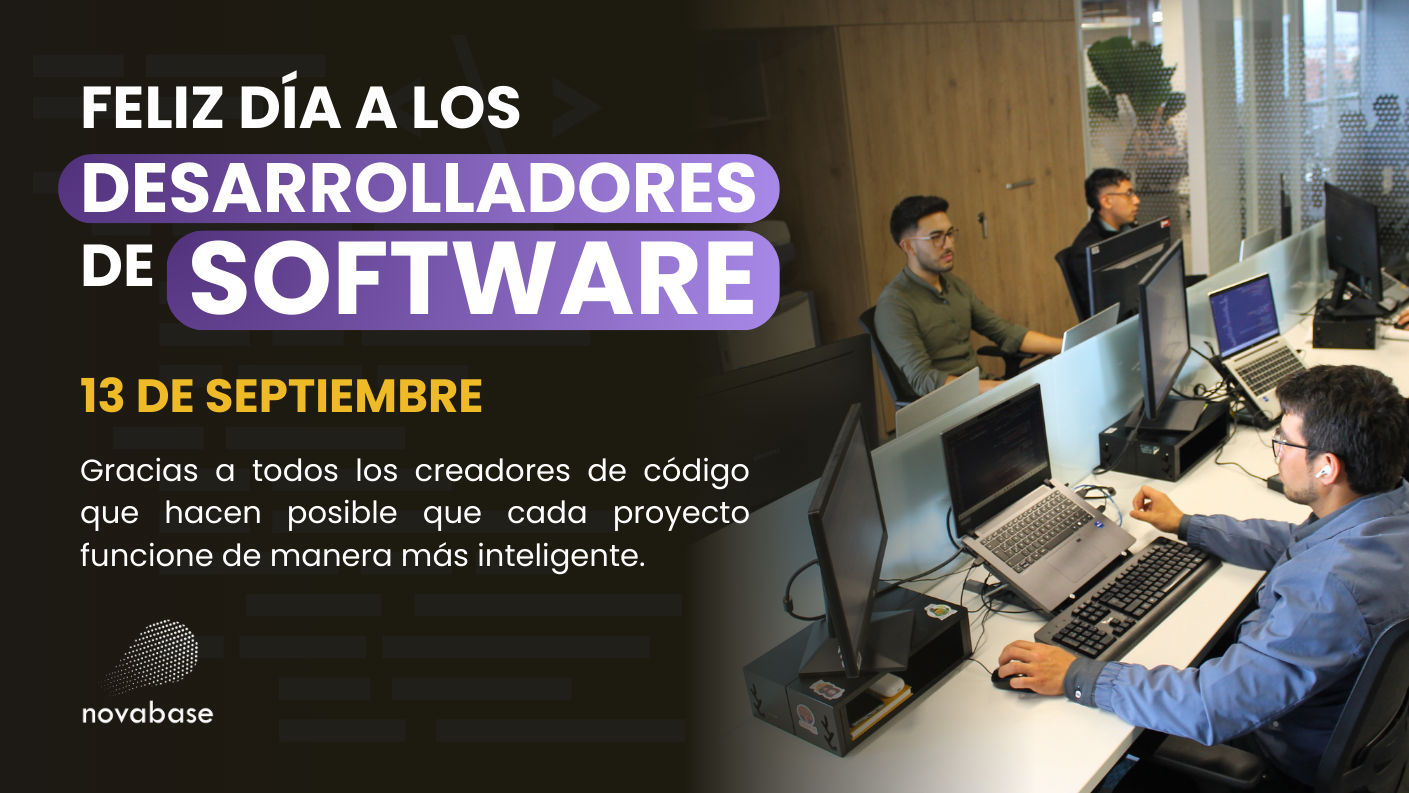 FELIZ DÍA A LOS
DESARROLLADORES
DE SOFTWARE
13 DE SEPTIEMBRE
Gracias a todos los creadores de código
que hacen posible que cada proyecto
funcione de manera más inteligente.
novabase